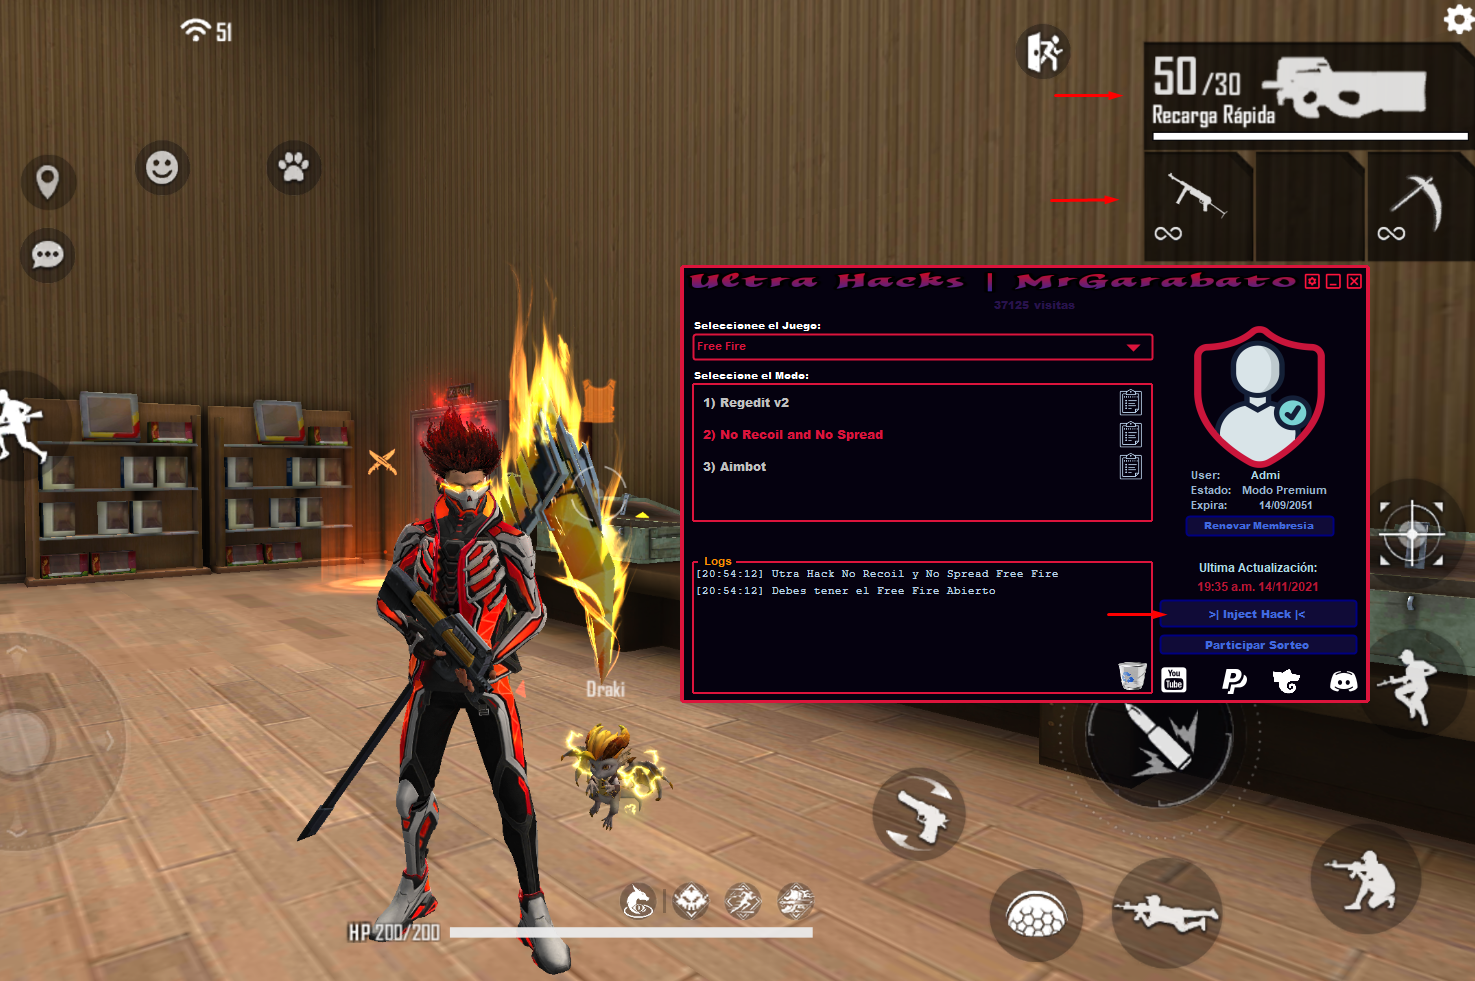 51
50/30
Recarga Rápida
Ultra Hacks | MrGarabato
37125 visitas
Seleccionee el Juego:
Free Fire
Seleccione el Modo:
1) Regedit v2
2) No Recoil and No Spread
3) Aimbot
User: Admi
Estado: Modo Premium
Expira: 14/09/2051
Renovar Membresia
Logs
[20:54:12] Utra Hack No Recoil y No Spread Free Fire
[20:54:12] Debes tener el Free Fire Abierto
Ultima Actualización:
19:35 a.m. 14/11/2021
>| Inject Hack |<
Participar Sorteo
You
Tube
Draki
HP 200/200